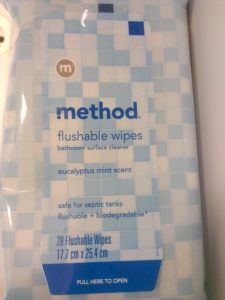 m
method.
flushable wipes
bathroom surface cleaner
eucalyptus mint scent
safe for septic tanks
flushable + biodegradable*
28 Flushable Wipes
17.7 cm x 25.4 cm
PULL HERE TO OPEN